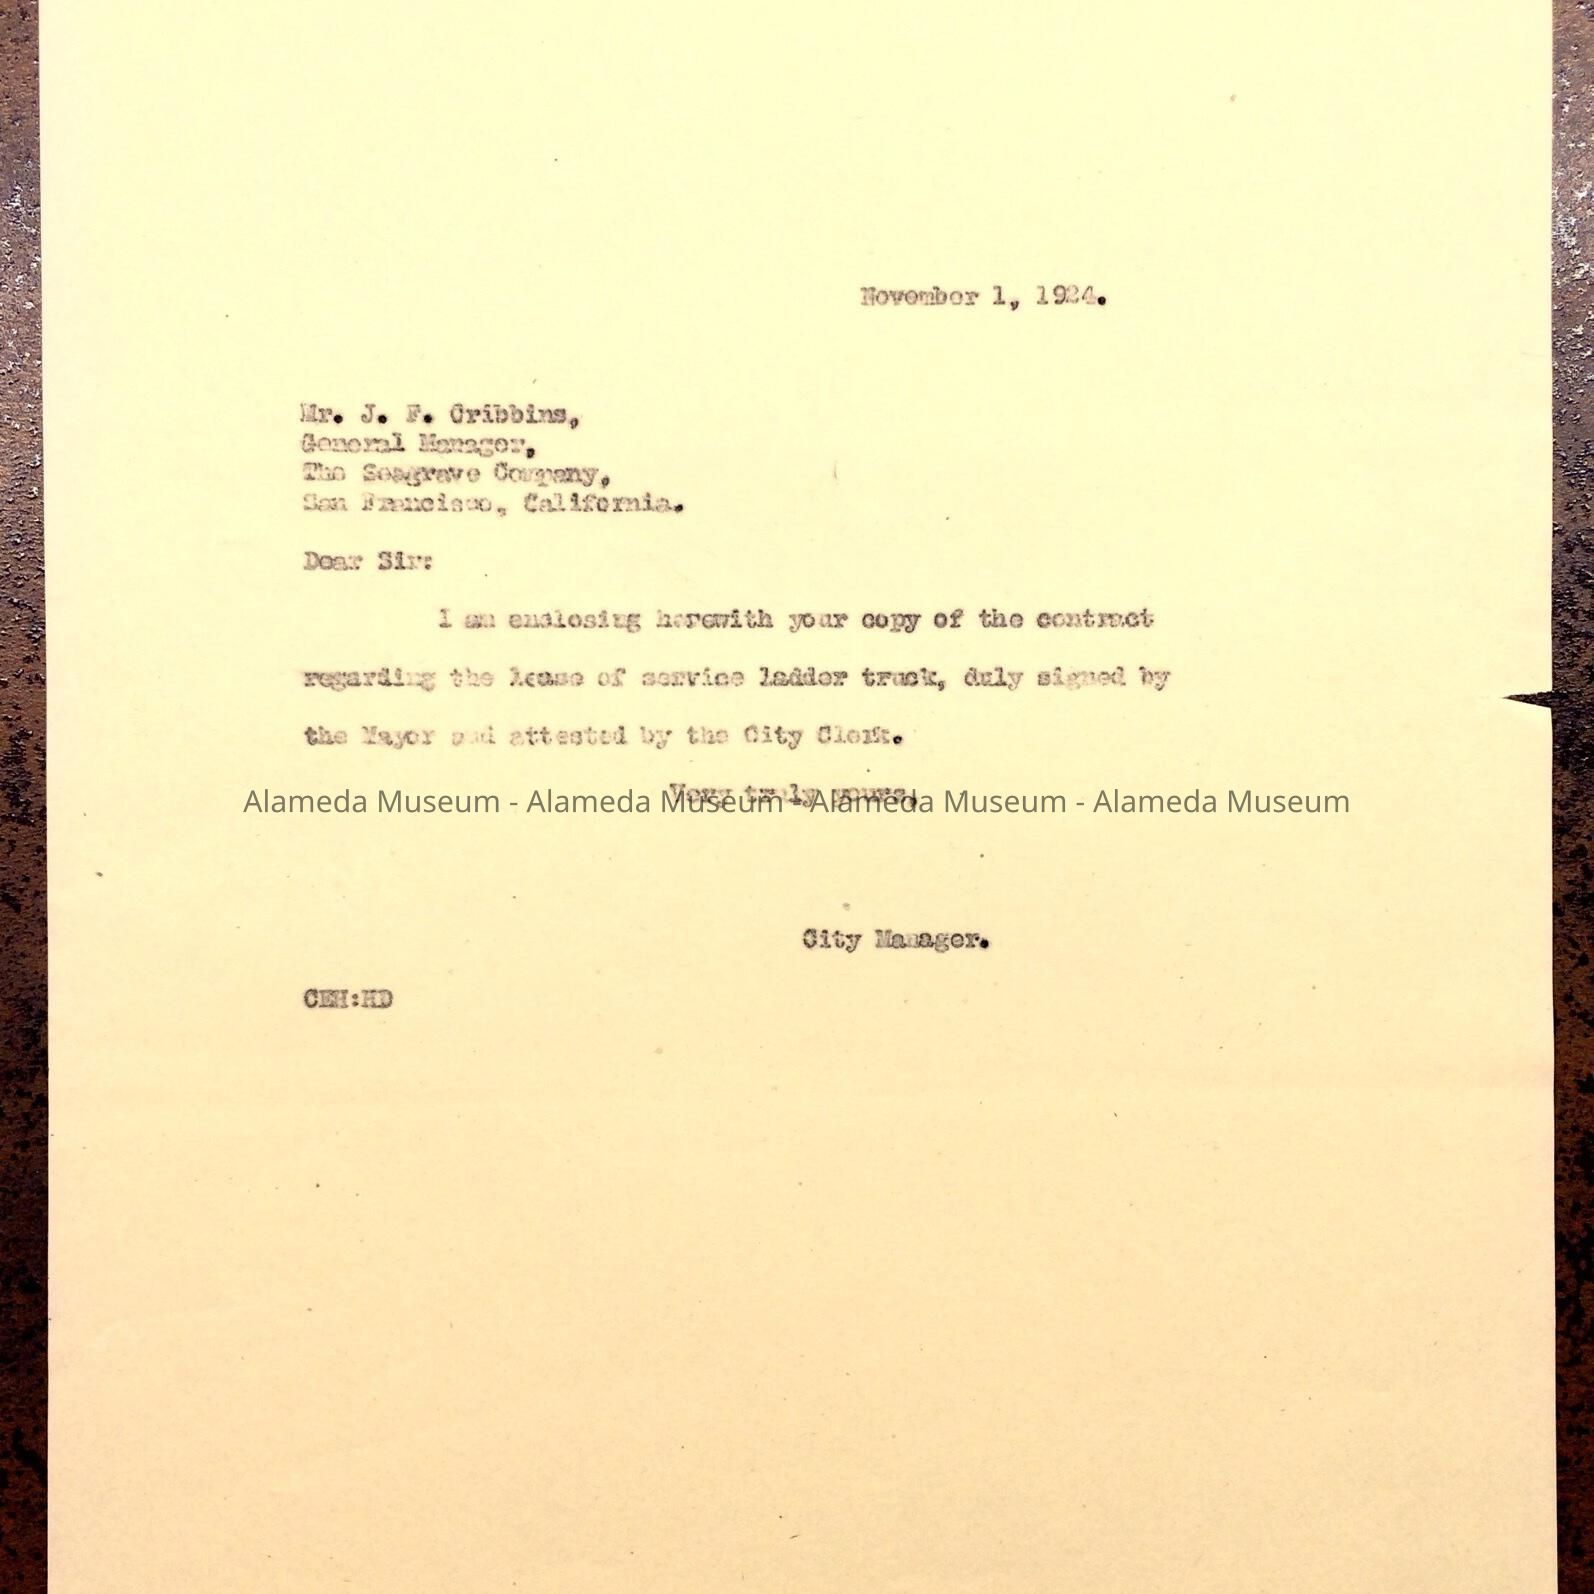 November 1, 1924.
Mr. J. F. Gribbins,
General Manager,
The Seagrave Company,
San Francisco, California.
Dear Sir:
I am enclosing herewith your copy of the contract
regarding the lease of service ladder truck, duly signed by
the Mayor and attested by the City Clerk.
Very truly yours,
Alameda Museum - Alameda Museum - Alameda Museum - Alameda Museum
City Manager.
CEH:HD